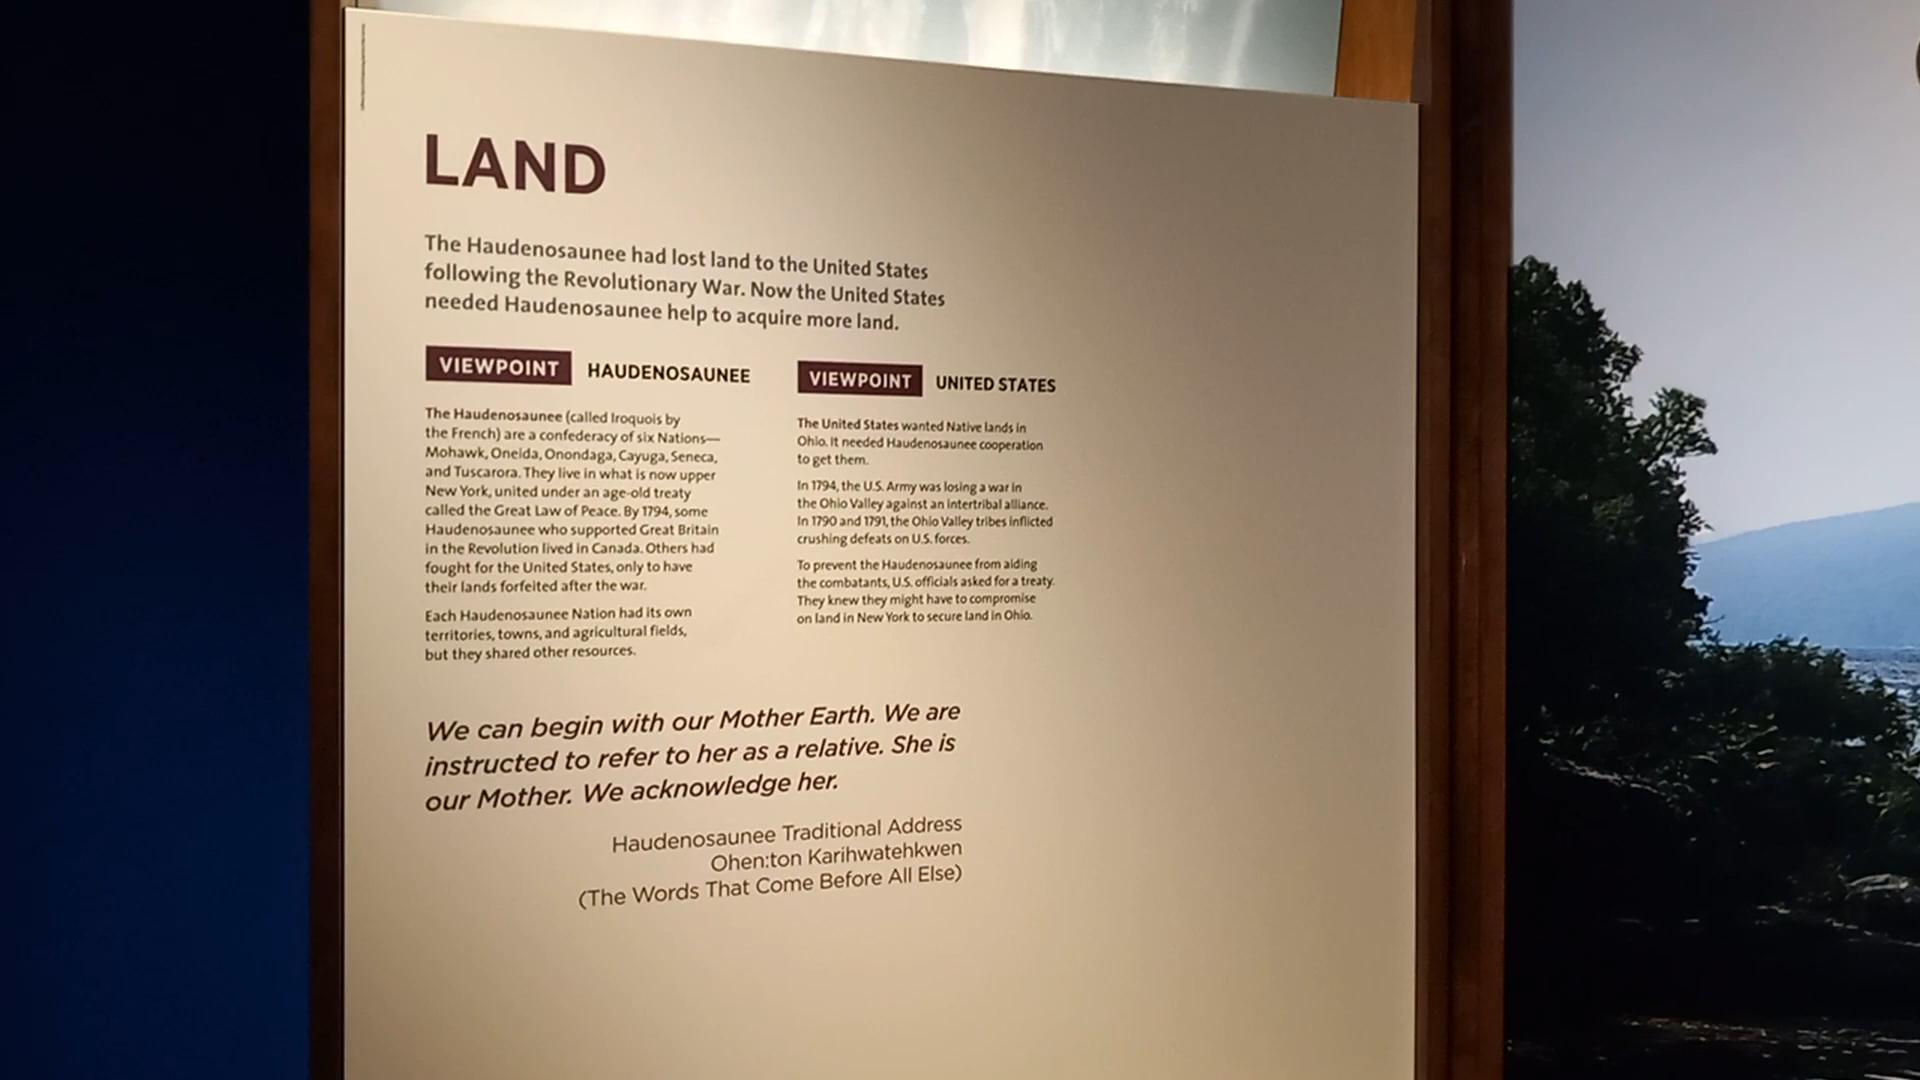 LAND
The Haudenosaunee had lost land to the United States
following the Revolutionary War. Now the United States
needed Haudenosaunee help to acquire more land.
VIEWPOINT HAUDENOSAUNEE
The Haudenosaunee (called Iroquois by
the French) are a confederacy of six Nations—
Mohawk, Oneida, Onondaga, Cayuga, Seneca,
and Tuscarora. They live in what is now upper
New York, united under an age-old treaty
called the Great Law of Peace. By 1794, some
Haudenosaunee who supported Great Britain
in the Revolution lived in Canada. Others had
fought for the United States, only to have
their lands forfeited after the war.
Each Haudenosaunee Nation had its own
territories, towns, and agricultural fields,
but they shared other resources.
VIEWPOINT UNITED STATES
The United States wanted Native lands in
Ohio. It needed Haudenosaunee cooperation
to get them.
In 1794, the U.S. Army was losing a war in
the Ohio Valley against an intertribal alliance.
In 1790 and 1791, the Ohio Valley tribes inflicted
crushing defeats on U.S. forces.
To prevent the Haudenosaunee from aiding
the combatants, U.S. officials asked for a treaty.
They knew they might have to compromise
on land in New York to secure land in Ohio.
We can begin with our Mother Earth. We are
instructed to refer to her as a relative. She is
our Mother. We acknowledge her.
Haudenosaunee Traditional Address
Ohen:ton Karihwatehkwen
(The Words That Come Before All Else)